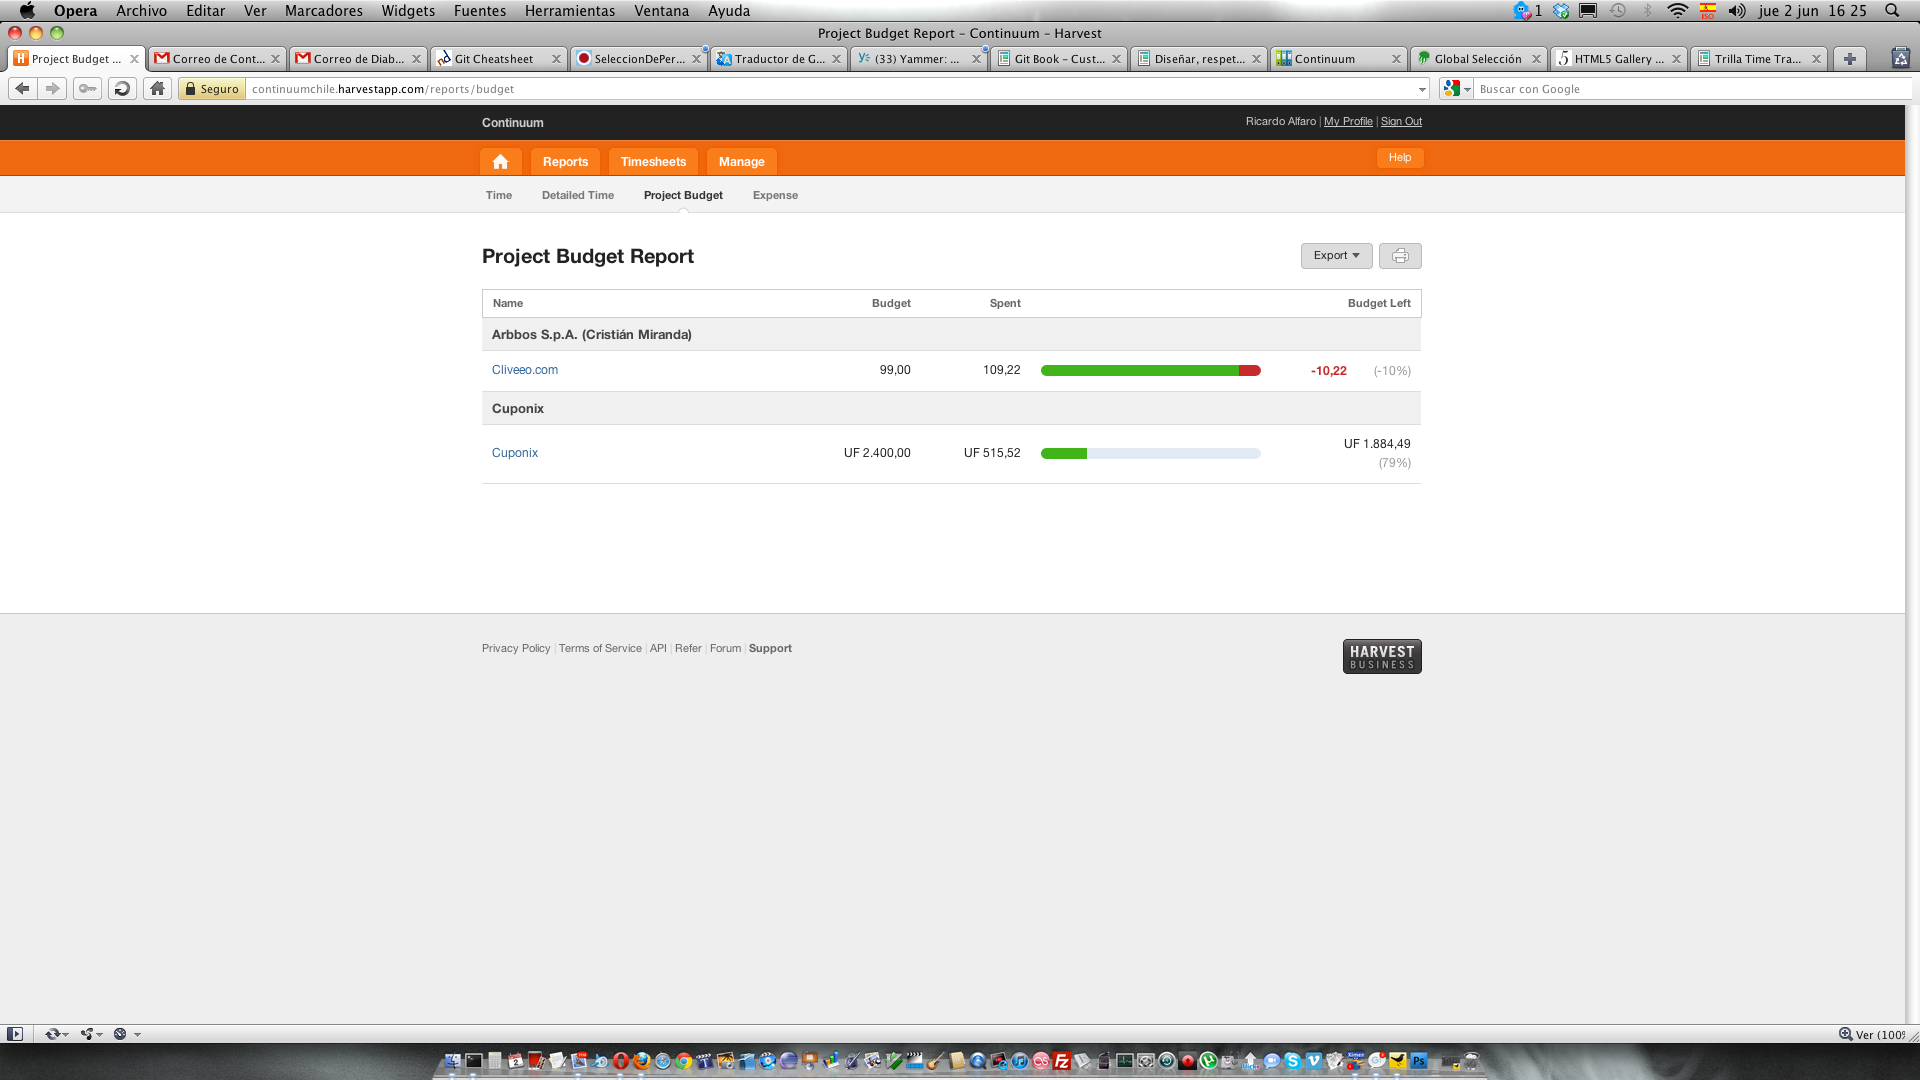 Opera Archivo Editar Ver Marcadores Widgets Fuentes Herramientas Ventana Ayuda 1 ISO jue 2 jun 16 25
Project Budget Report – Continuum – Harvest
Project Budget ... Correo de Cont... Correo de Diab... Git Cheatsheet SeleccionDePer... Traductor de G... (33) Yammer: ... Git Book – Cust... Diseñar, respet... Continuum Global Selección HTML5 Gallery ... Trilla Time Tra...
Seguro continuumchile.harvestapp.com/reports/budget Buscar con Google
Continuum Ricardo Alfaro | My Profile | Sign Out
Reports Timesheets Manage Help
Time Detailed Time Project Budget Expense
Project Budget Report Export
Name Budget Spent Budget Left
Arbbos S.p.A. (Cristián Miranda)
Cliveeo.com 99,00 109,22 -10,22 (-10%)
Cuponix
Cuponix UF 2.400,00 UF 515,52 UF 1.884,49
(79%)
Privacy Policy | Terms of Service | API | Refer | Forum | Support
HARVEST
BUSINESS
Ver (100%